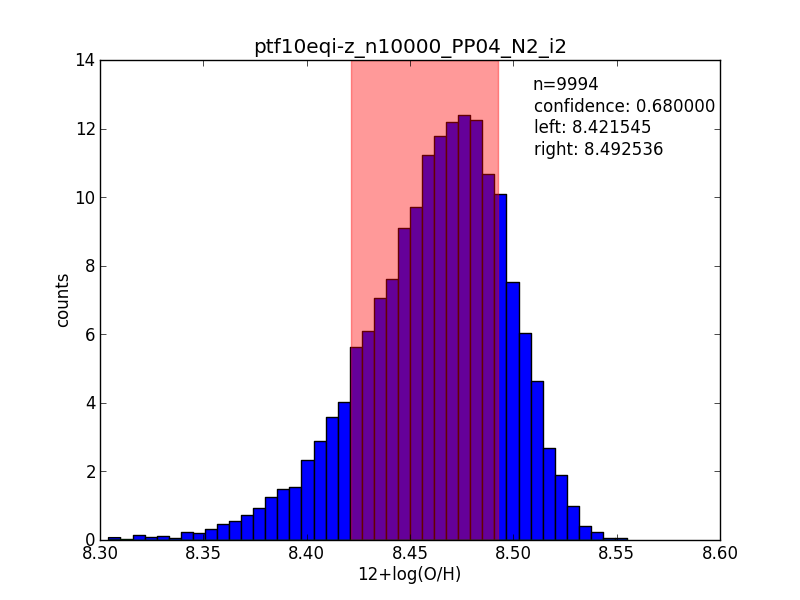 ptf10eqi-z_n10000_PP04_N2_i2
n=9994
confidence: 0.680000
left: 8.421545
right: 8.492536
14
12
10
8
6
4
2
0
counts
8.30 8.35 8.40 8.45 8.50 8.55 8.60
12+log(O/H)